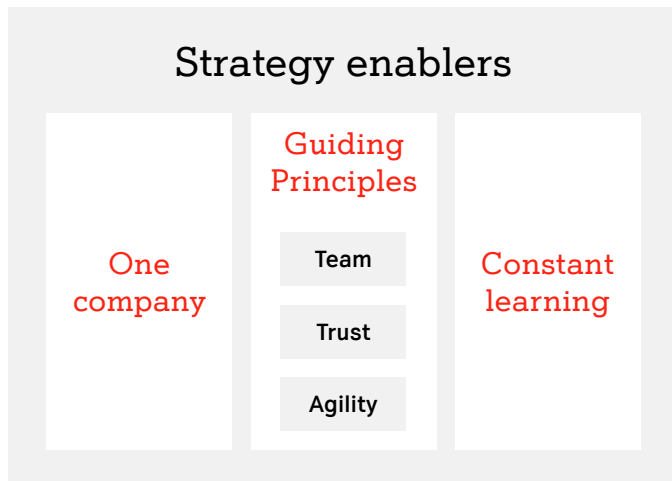 Strategy enablers
One
company
Guiding
Principles
Team
Trust
Agility
Constant
learning